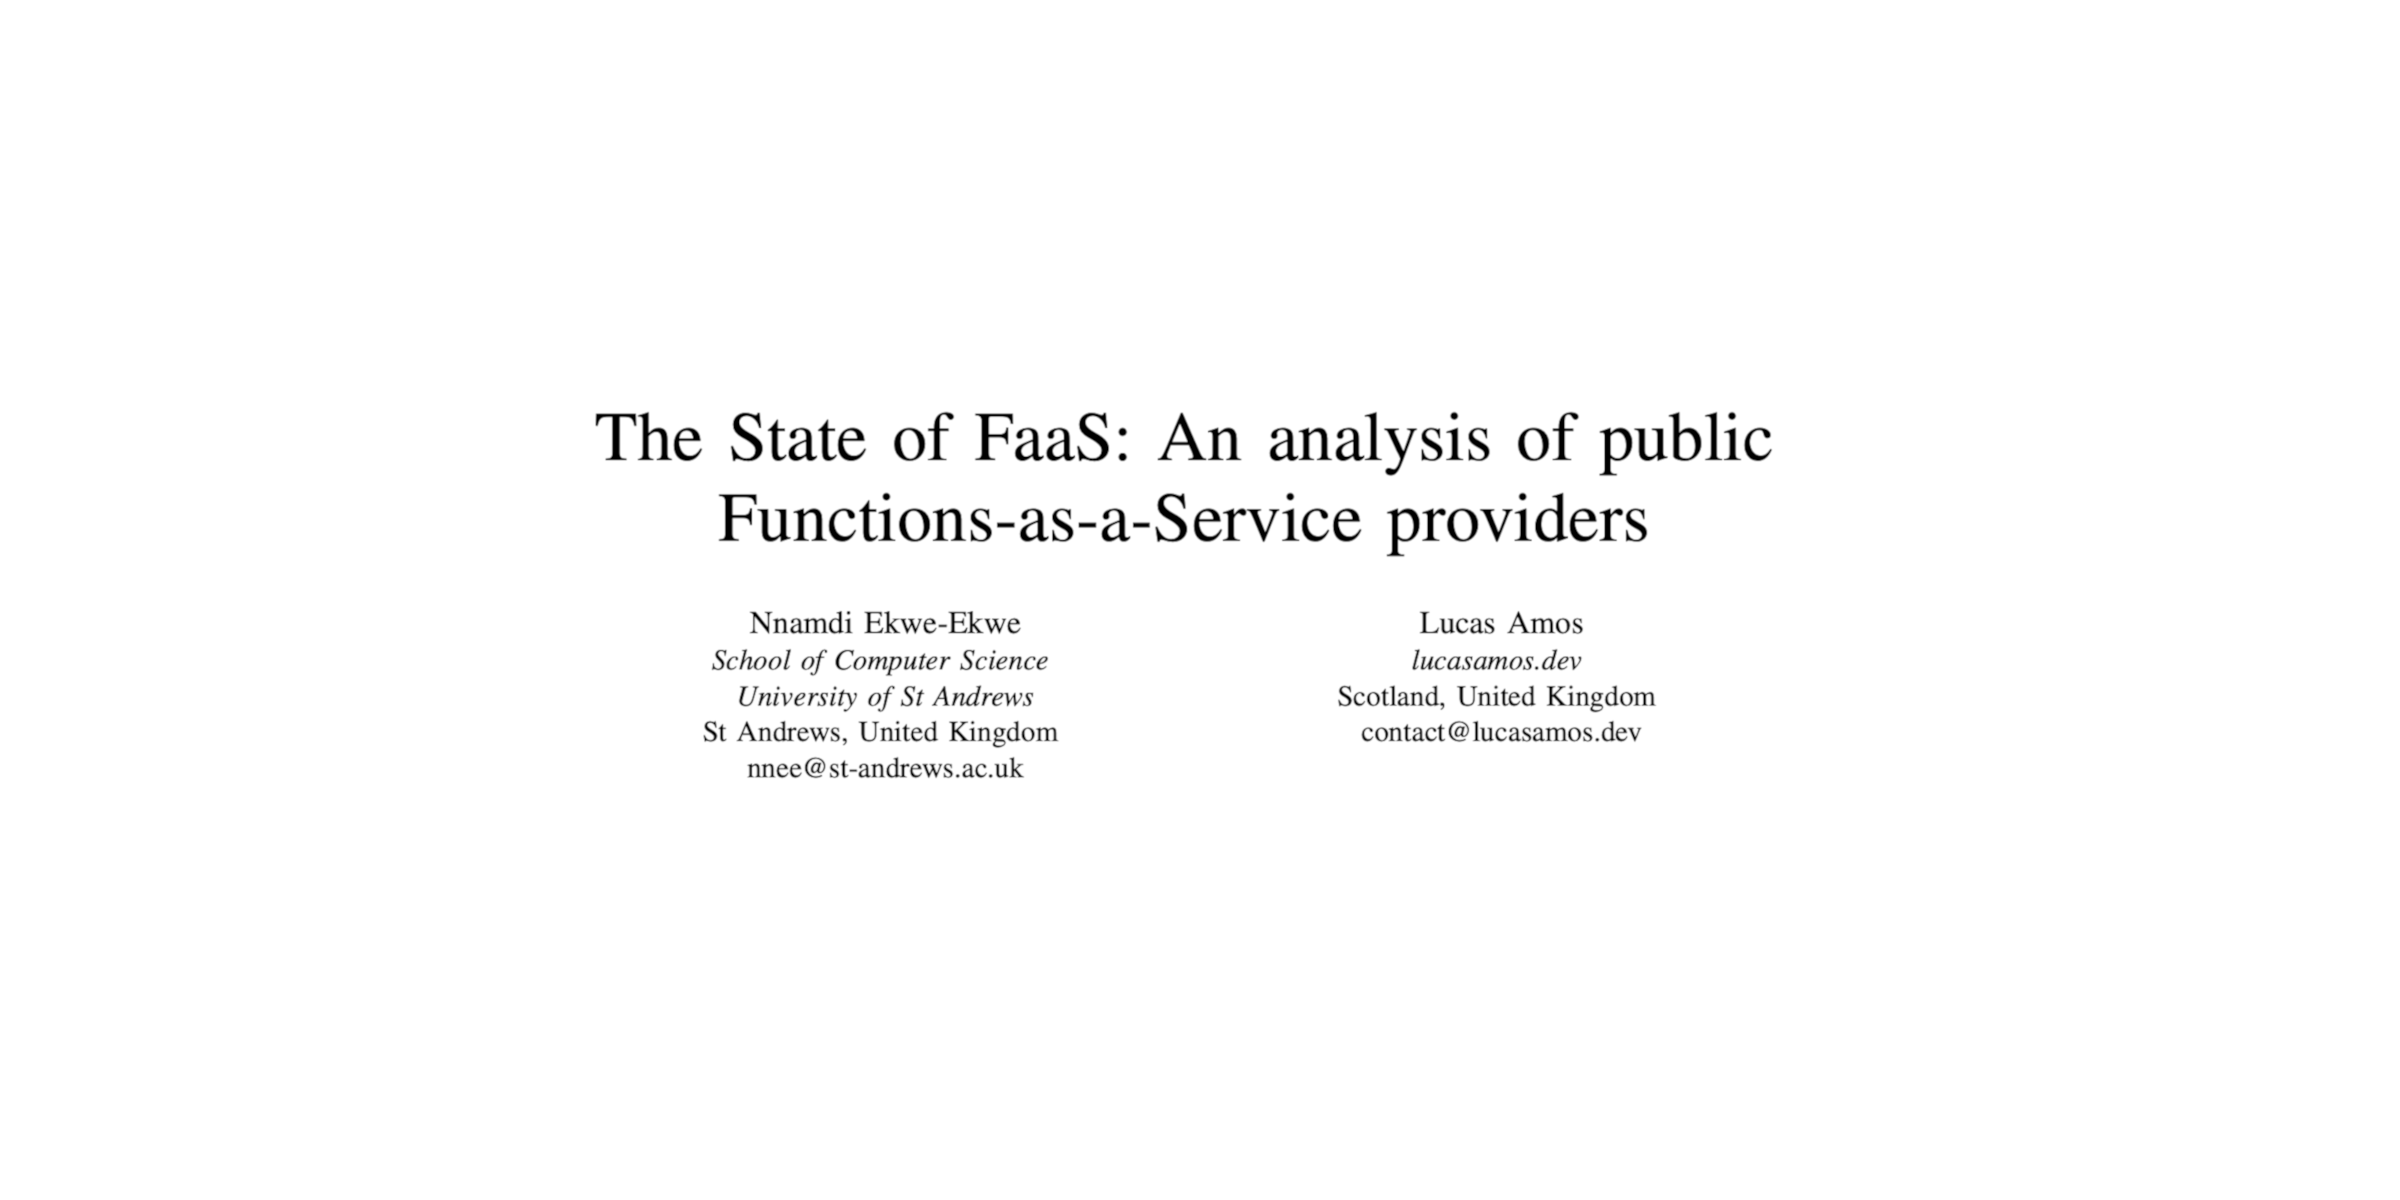 The State of FaaS: An analysis of public
Functions-as-a-Service providers
Nnamdi Ekwe-Ekwe
School of Computer Science
University of St Andrews
St Andrews, United Kingdom
nnee@st-andrews.ac.uk
Lucas Amos
lucasamos.dev
Scotland, United Kingdom
contact@lucasamos.dev